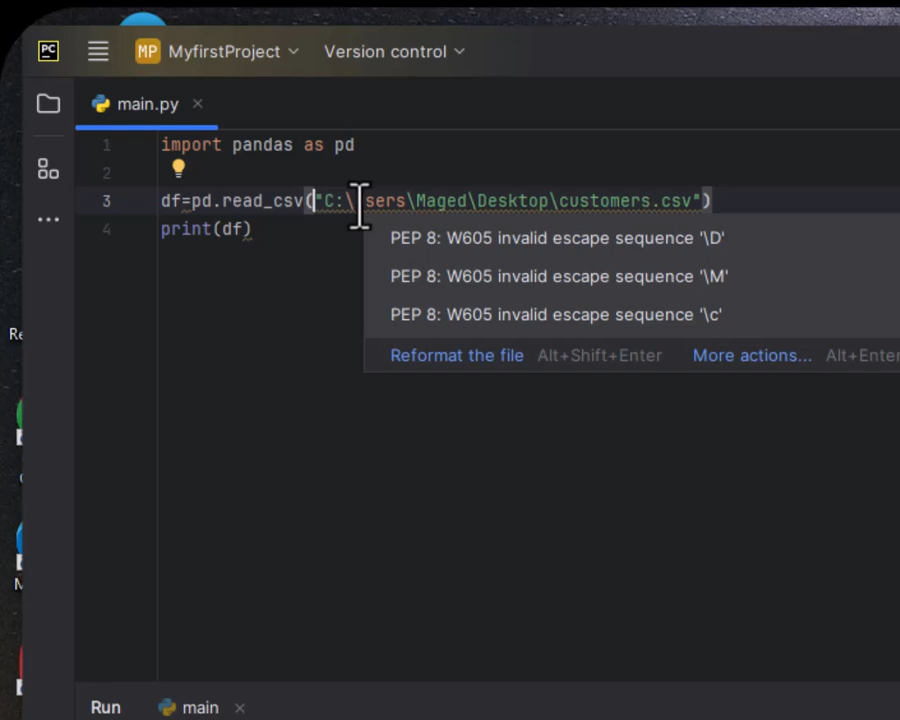 PC
MP MyfirstProject Version control
main.py
1 import pandas as pd
2
3 df=pd.read_csv("C:\ sers\Maged\Desktop\customers.csv")
4 print(df)
PEP 8: W605 invalid escape sequence '\D'
PEP 8: W605 invalid escape sequence '\M'
PEP 8: W605 invalid escape sequence '\c'
Reformat the file Alt+Shift+Enter More actions... Alt+Enter
Run main